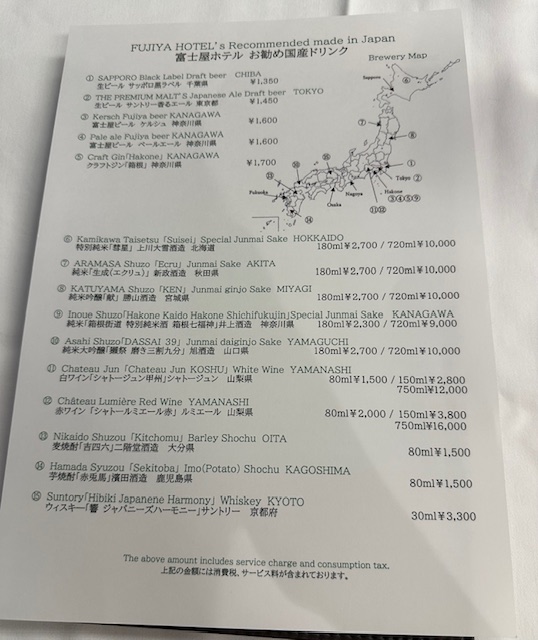 FUJIYA HOTEL's Recommended made in Japan
富士屋ホテル お勧め国産ドリンク
Brewery Map
① SAPPORO Black Label Draft beer CHIBA
生ビール サッポロ黒ラベル 千葉県 ¥1,350
② THE PREMIUM MALT'S Japanese Ale Draft beer TOKYO
生ビール サントリー香るエール 東京都 ¥1,450
③ Kersch Fujiya beer KANAGAWA
富士屋ビール ケルシュ 神奈川県 ¥1,600
④ Pale ale Fujiya beer KANAGAWA
富士屋ビール ペールエール 神奈川県 ¥1,600
⑤ Craft Gin「Hakone」 KANAGAWA
クラフトジン「箱根」 神奈川県 ¥1,700
Sapporo
⑥
⑦
⑧
⑬
⑩
⑮
①
Tokyo ②
Fukuoka
Hakone
Nagoya
③④⑤⑨
Osaka
⑪⑫
⑭
⑥ Kamikawa Taisetsu 「Suisei」 Special Junmai Sake HOKKAIDO
特別純米「彗星」 上川大雪酒造 北海道 180ml¥2,700 / 720ml¥10,000
⑦ ARAMASA Shuzo 「Ecru」 Junmai Sake AKITA
純米「生成(エクリュ)」新政酒造 秋田県 180ml¥2,700 / 720ml¥10,000
⑧ KATUYAMA Shuzo 「KEN」 Junmai ginjo Sake MIYAGI
純米吟醸「献」 勝山酒造 宮城県 180ml¥2,700 / 720ml¥10,000
⑨ Inoue Shuzo「Hakone Kaido Hakone Shichifukujin」Special Junmai Sake KANAGAWA
純米「箱根街道 特別純米酒 箱根七福神」井上酒造 神奈川県 180ml¥2,300 / 720ml¥9,000
⑩ Asahi Shuzo「DASSAI 39」 Junmai daiginjo Sake YAMAGUCHI
純米大吟醸「獺祭 磨き三割九分」 旭酒造 山口県 180ml¥2,700 / 720ml¥10,000
⑪ Chateau Jun 「Chateau Jun KOSHU」 White Wine YAMANASHI
白ワイン「シャトージュン甲州」シャトージュン 山梨県 80ml¥1,500 / 150ml¥2,800
750ml¥12,000
⑫ Château Lumière Red Wine YAMANASHI
赤ワイン 「シャトールミエール赤」 ルミエール 山梨県 80ml¥2,000 / 150ml¥3,800
750ml¥16,000
⑬ Nikaido Shuzou 「Kitchomu」 Barley Shochu OITA
麦焼酎「吉四六」二階堂酒造 大分県 80ml¥1,500
⑭ Hamada Syuzou 「Sekitoba」 Imo(Potato) Shochu KAGOSHIMA
芋焼酎「赤兎馬」濱田酒造 鹿児島県 80ml¥1,500
⑮ Suntory「Hibiki Japanene Harmony」 Whiskey KYOTO
ウィスキー「響 ジャパニーズハーモニー」サントリー 京都府 30ml¥3,300
The above amount includes service charge and consumption tax.
上記の金額には消費税、サービス料が含まれております。